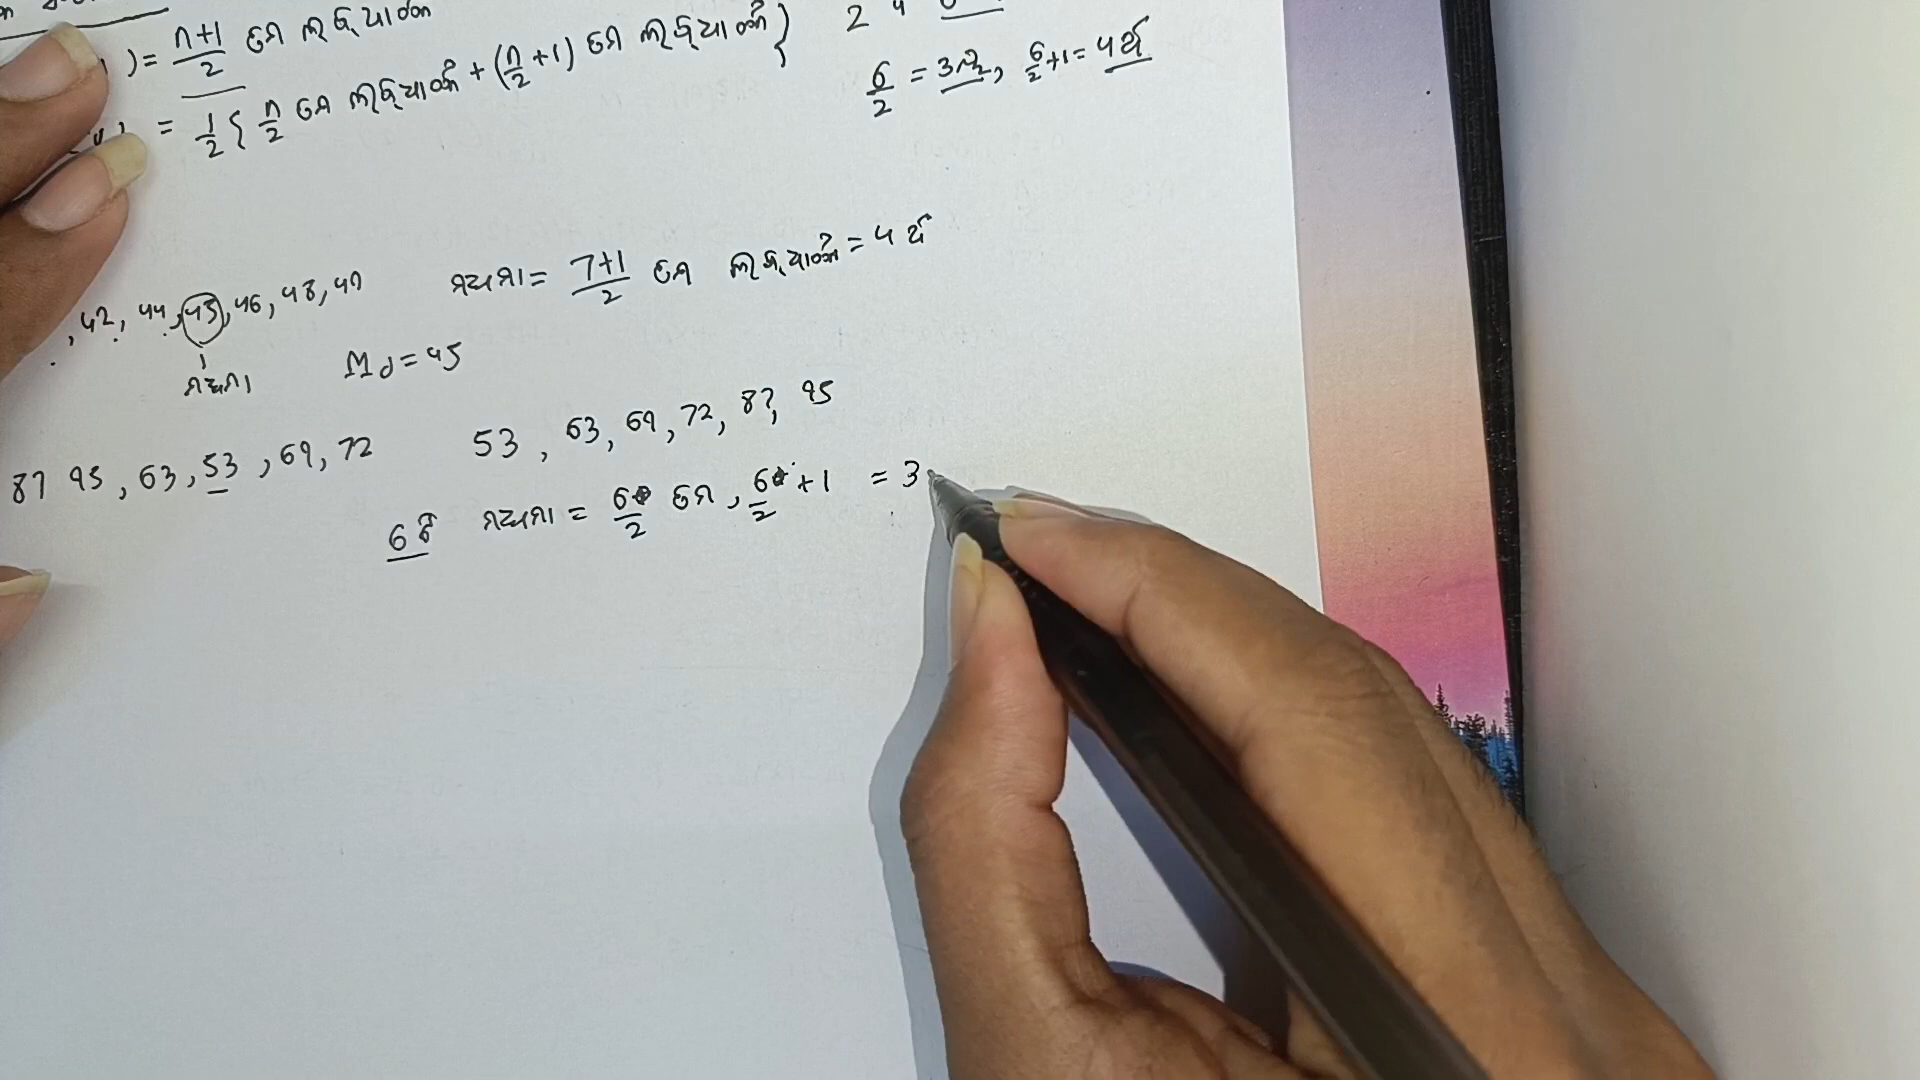 ) = n+1/2 ତମ ଲବ୍ଧାଙ୍କ
= 1/2 { n/2 ତମ ଲବ୍ଧାଙ୍କ + (n/2 +1) ତମ ଲବ୍ଧାଙ୍କ }
6/2 = 3ୟ, 6/2 +1 = 4ର୍ଥ
, 42, 44, 45, 46, 48, 49 ମଧ୍ୟମା = 7+1/2 ତମ ଲବ୍ଧାଙ୍କ = 4ର୍ଥ
ମଧ୍ୟମା Md = 45
87 95, 63, 53, 69, 72 53, 63, 69, 72, 87, 95
6ଟି ମଧ୍ୟମା = 6/2 ତମ, 6/2 +1 = 3